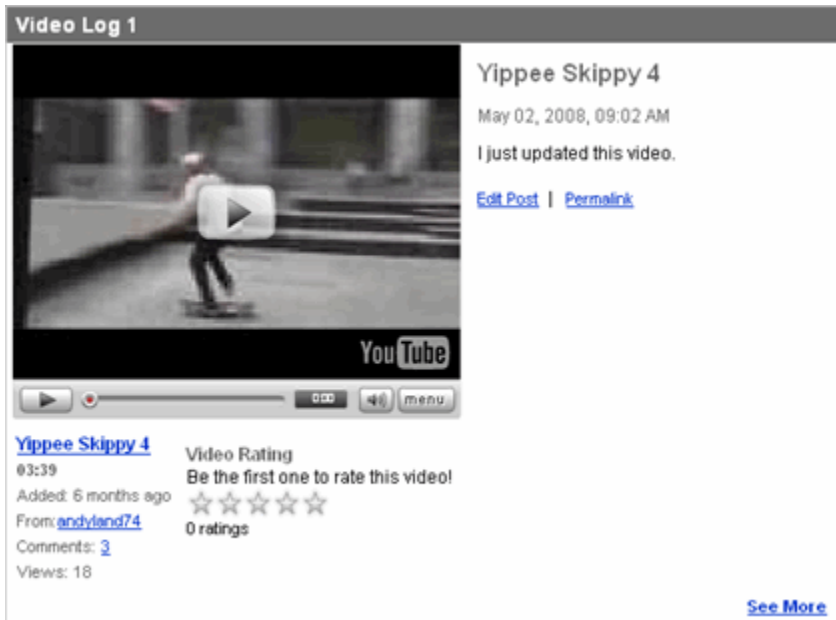 Video Log 1
Yippee Skippy 4
May 02, 2008, 09:02 AM
I just updated this video.
Edit Post | Permalink
YouTube
menu
Yippee Skippy 4
03:39
Added: 6 months ago
From: andyland74
Comments: 3
Views: 18
Video Rating
Be the first one to rate this video!
0 ratings
See More